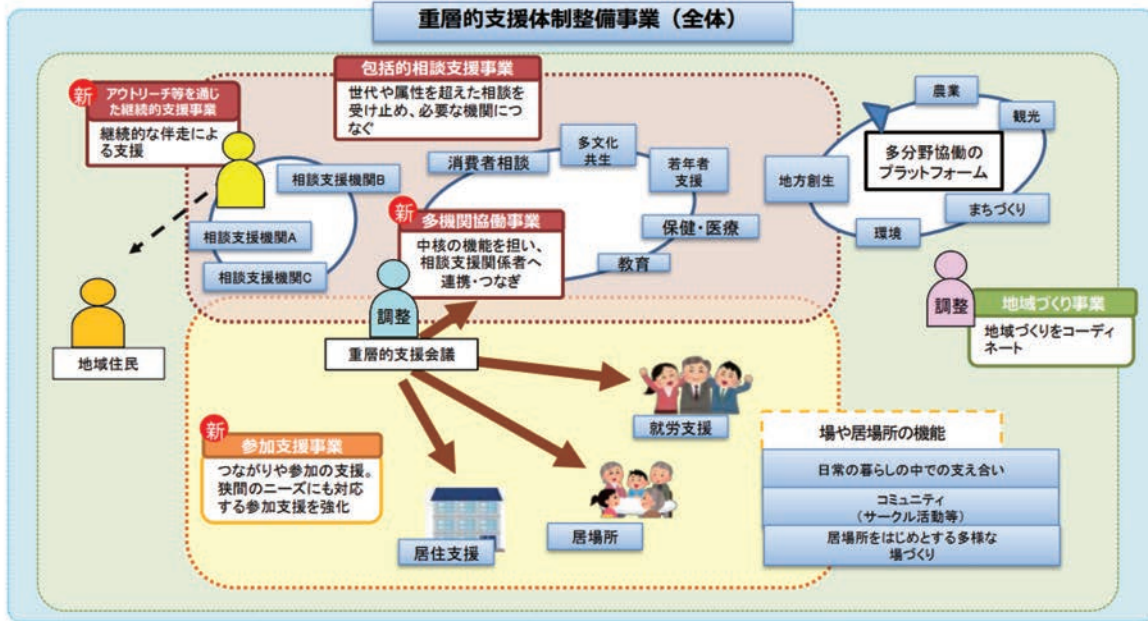 重層的支援体制整備事業（全体）
新
アウトリーチ等を通じ
た継続的支援事業
継続的な伴走によ
る支援
包括的相談支援事業
世代や属性を超えた相談を
受け止め、必要な機関につ
なぐ
相談支援機関B
相談支援機関A
相談支援機関C
消費者相談
多文化
共生
若年者
支援
保健・医療
教育
新
多機関協働事業
中核の機能を担い、
相談支援関係者へ
連携・つなぎ
農業
観光
多分野協働の
プラットフォーム
地方創生
まちづくり
環境
調整
地域づくり事業
地域づくりをコーディ
ネート
地域住民
調整
重層的支援会議
新
参加支援事業
つながりや参加の支援。
狭間のニーズにも対応
する参加支援を強化
就労支援
居場所
居住支援
場や居場所の機能
日常の暮らしの中での支え合い
コミュニティ
（サークル活動等）
居場所をはじめとする多様な
場づくり